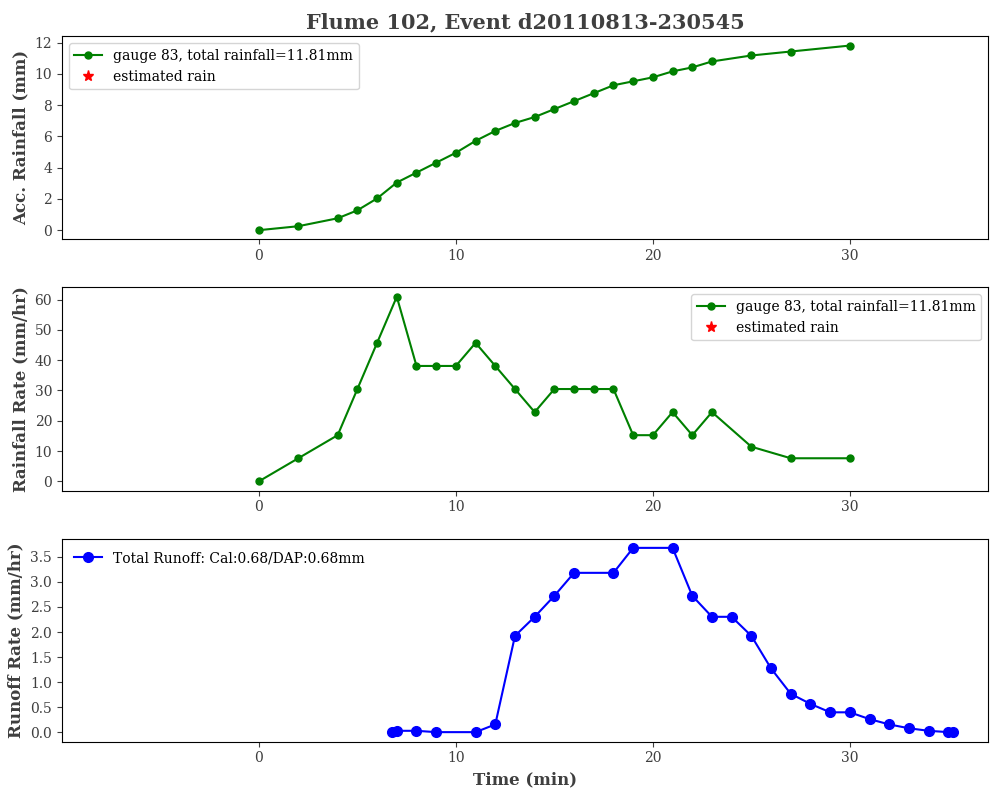 Flume 102, Event d20110813-230545
Acc. Rainfall (mm)
12
10
8
6
4
2
0
gauge 83, total rainfall=11.81mm
estimated rain
0 10 20 30
Rainfall Rate (mm/hr)
60
50
40
30
20
10
0
gauge 83, total rainfall=11.81mm
estimated rain
0 10 20 30
Runoff Rate (mm/hr)
3.5
3.0
2.5
2.0
1.5
1.0
0.5
0.0
Total Runoff: Cal:0.68/DAP:0.68mm
0 10 20 30
Time (min)